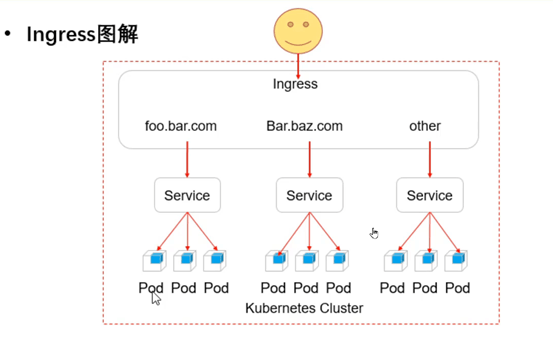 • Ingress图解
Ingress
foo.bar.com Bar.baz.com other
Service Service Service
Pod Pod Pod Pod Pod Pod Pod Pod Pod
Kubernetes Cluster